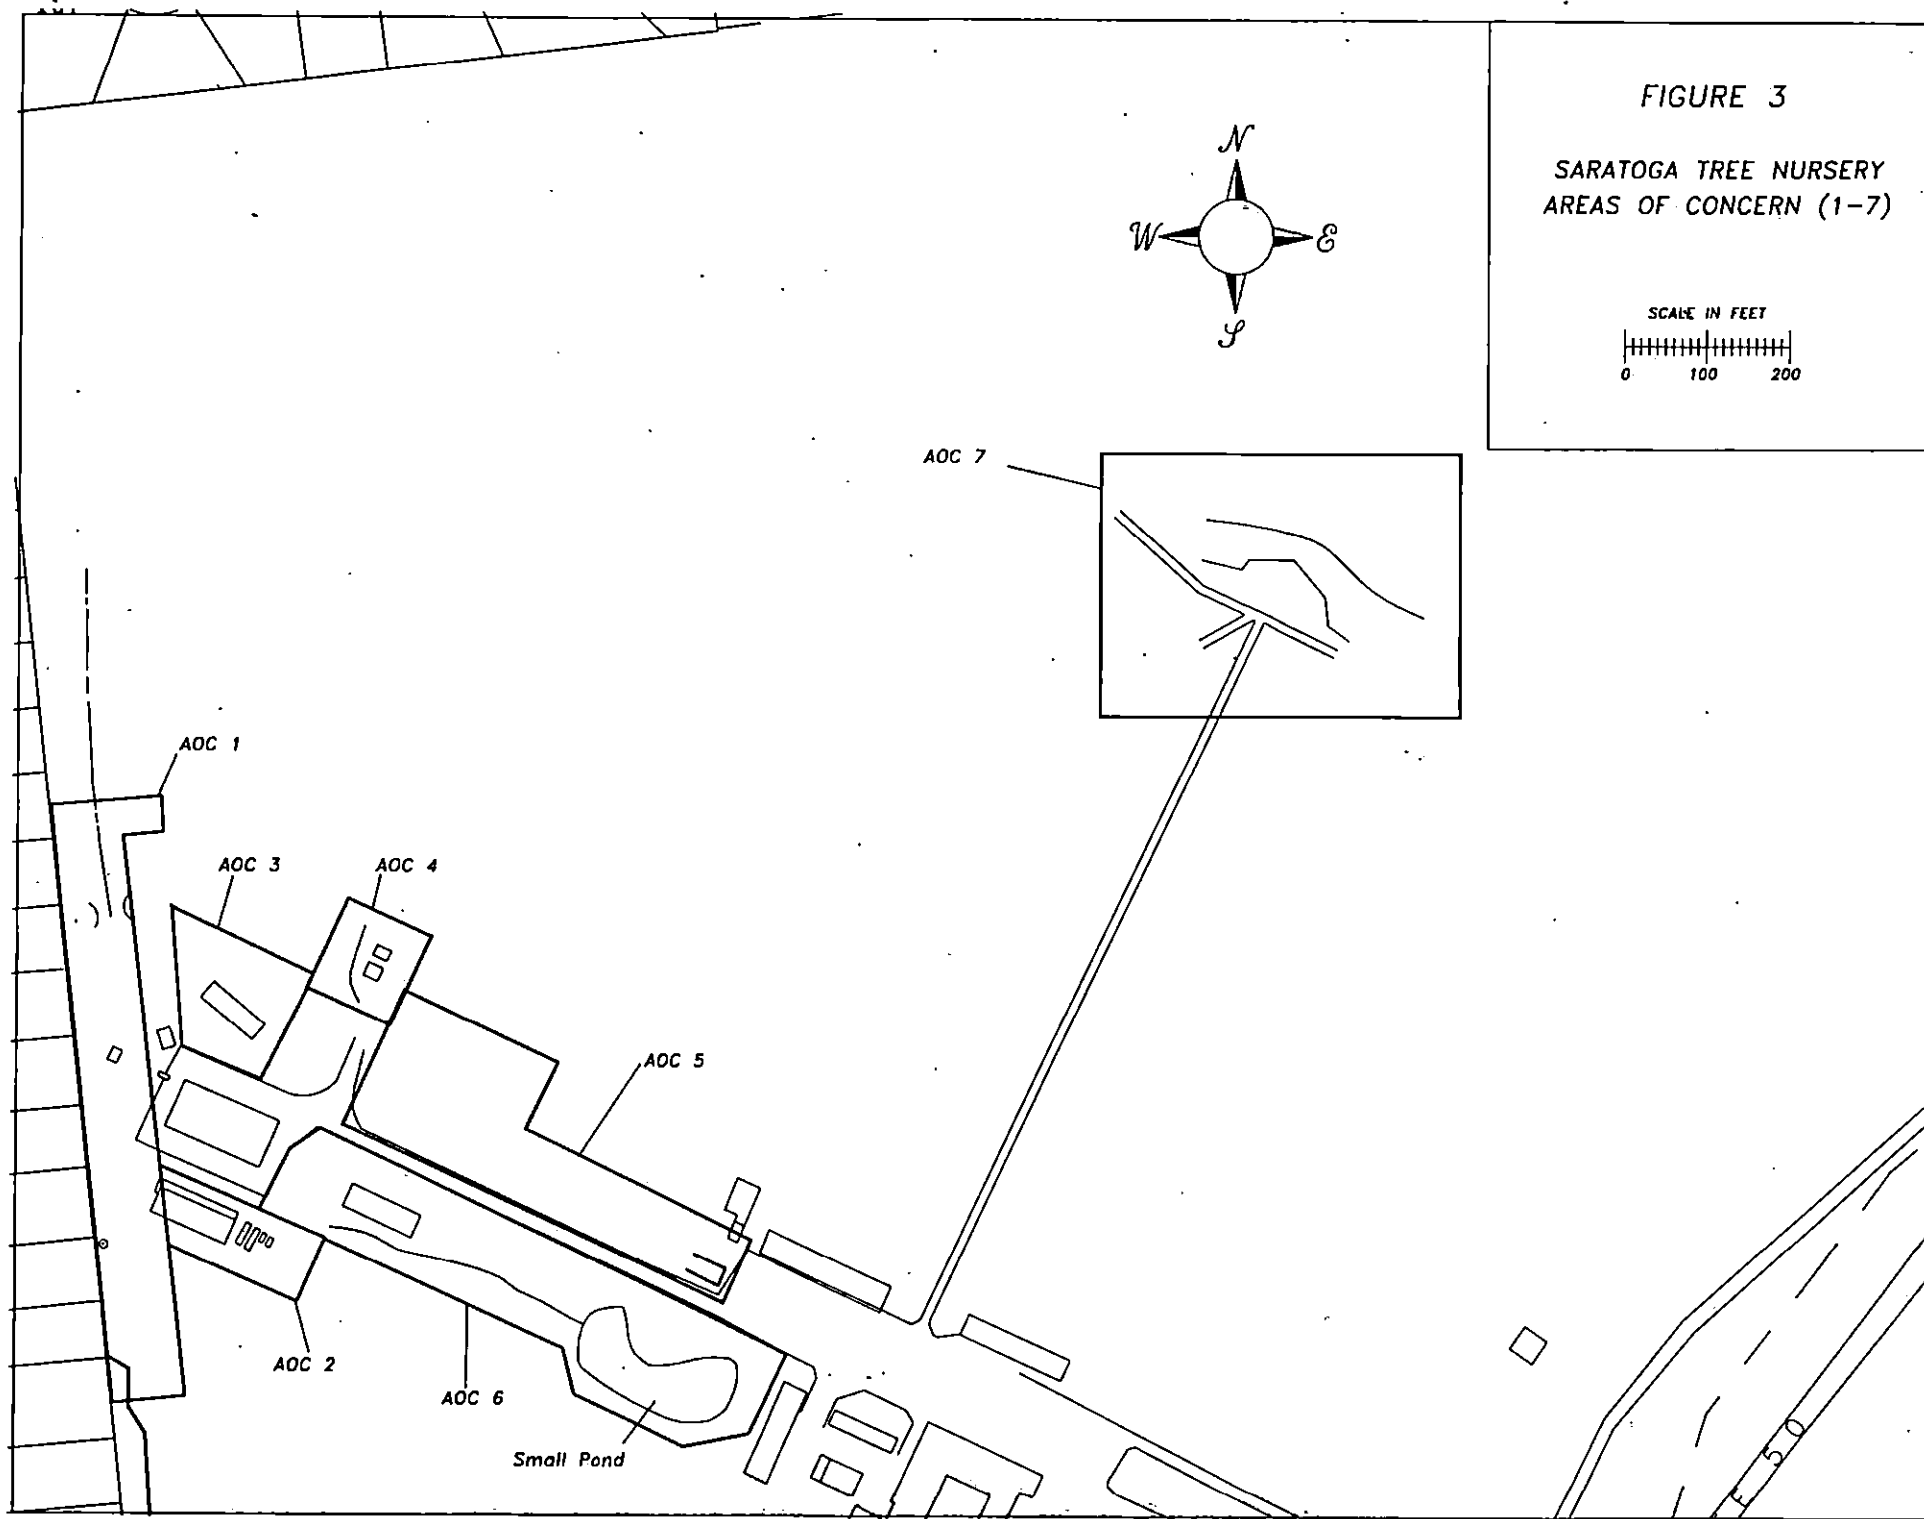 FIGURE 3
SARATOGA TREE NURSERY
AREAS OF CONCERN (1-7)
N
W E
S
SCALE IN FEET
0 100 200
AOC 7
AOC 1
AOC 3 AOC 4
AOC 5
AOC 2
AOC 6
Small Pond
E 50